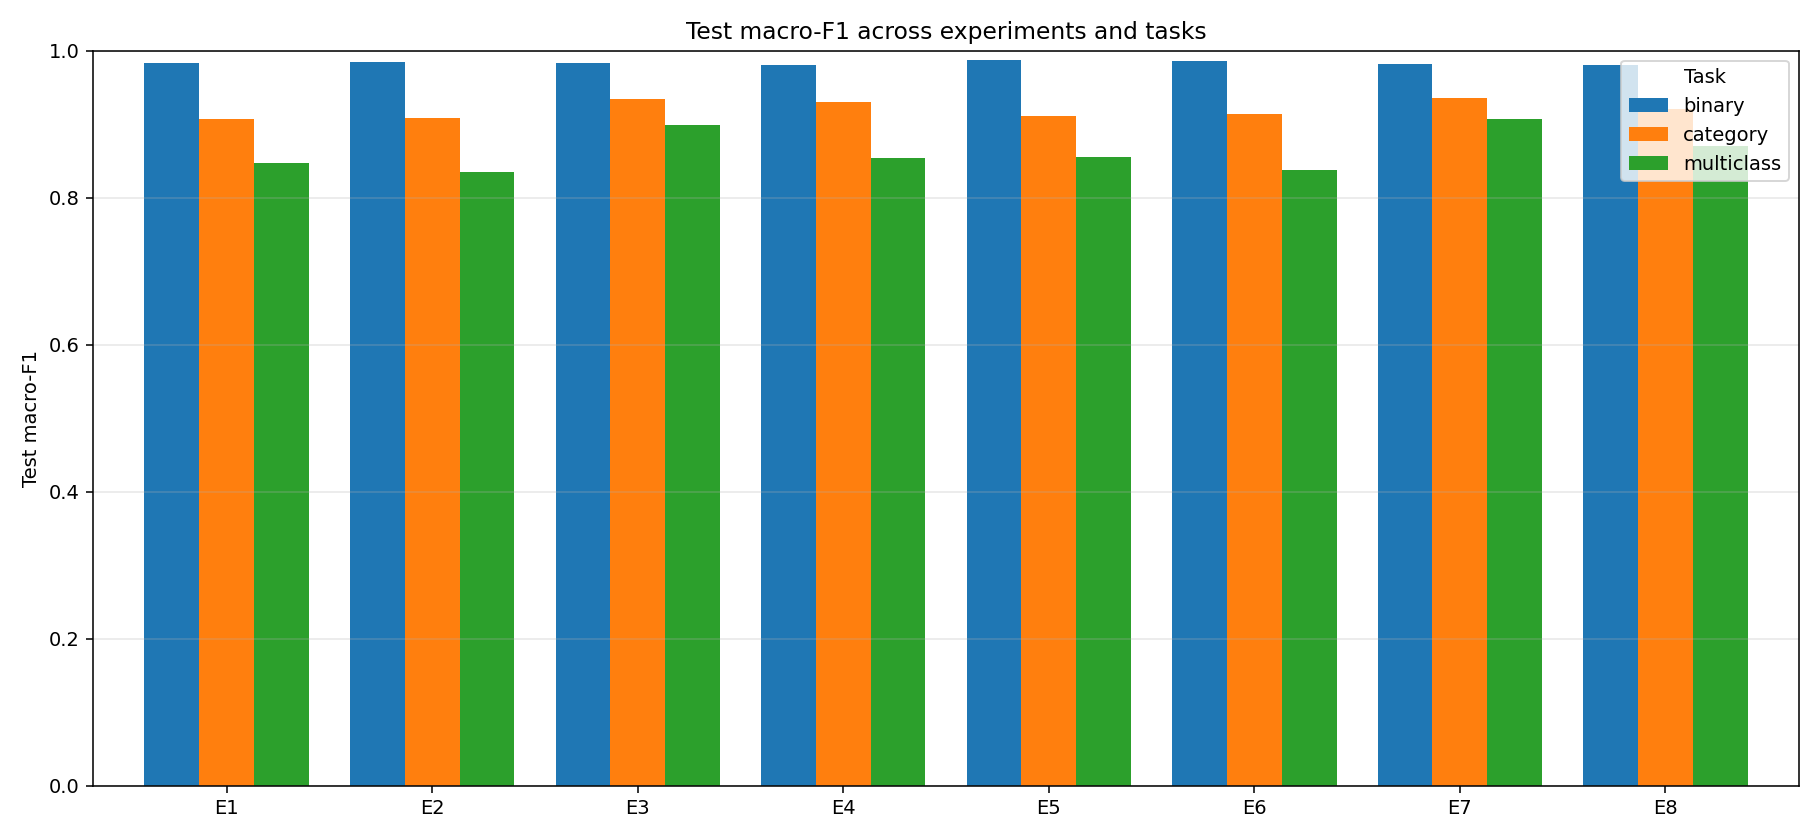 Test macro-F1 across experiments and tasks
Test macro-F1
1.0
0.8
0.6
0.4
0.2
0.0
E1 E2 E3 E4 E5 E6 E7 E8
Task
binary
category
multiclass